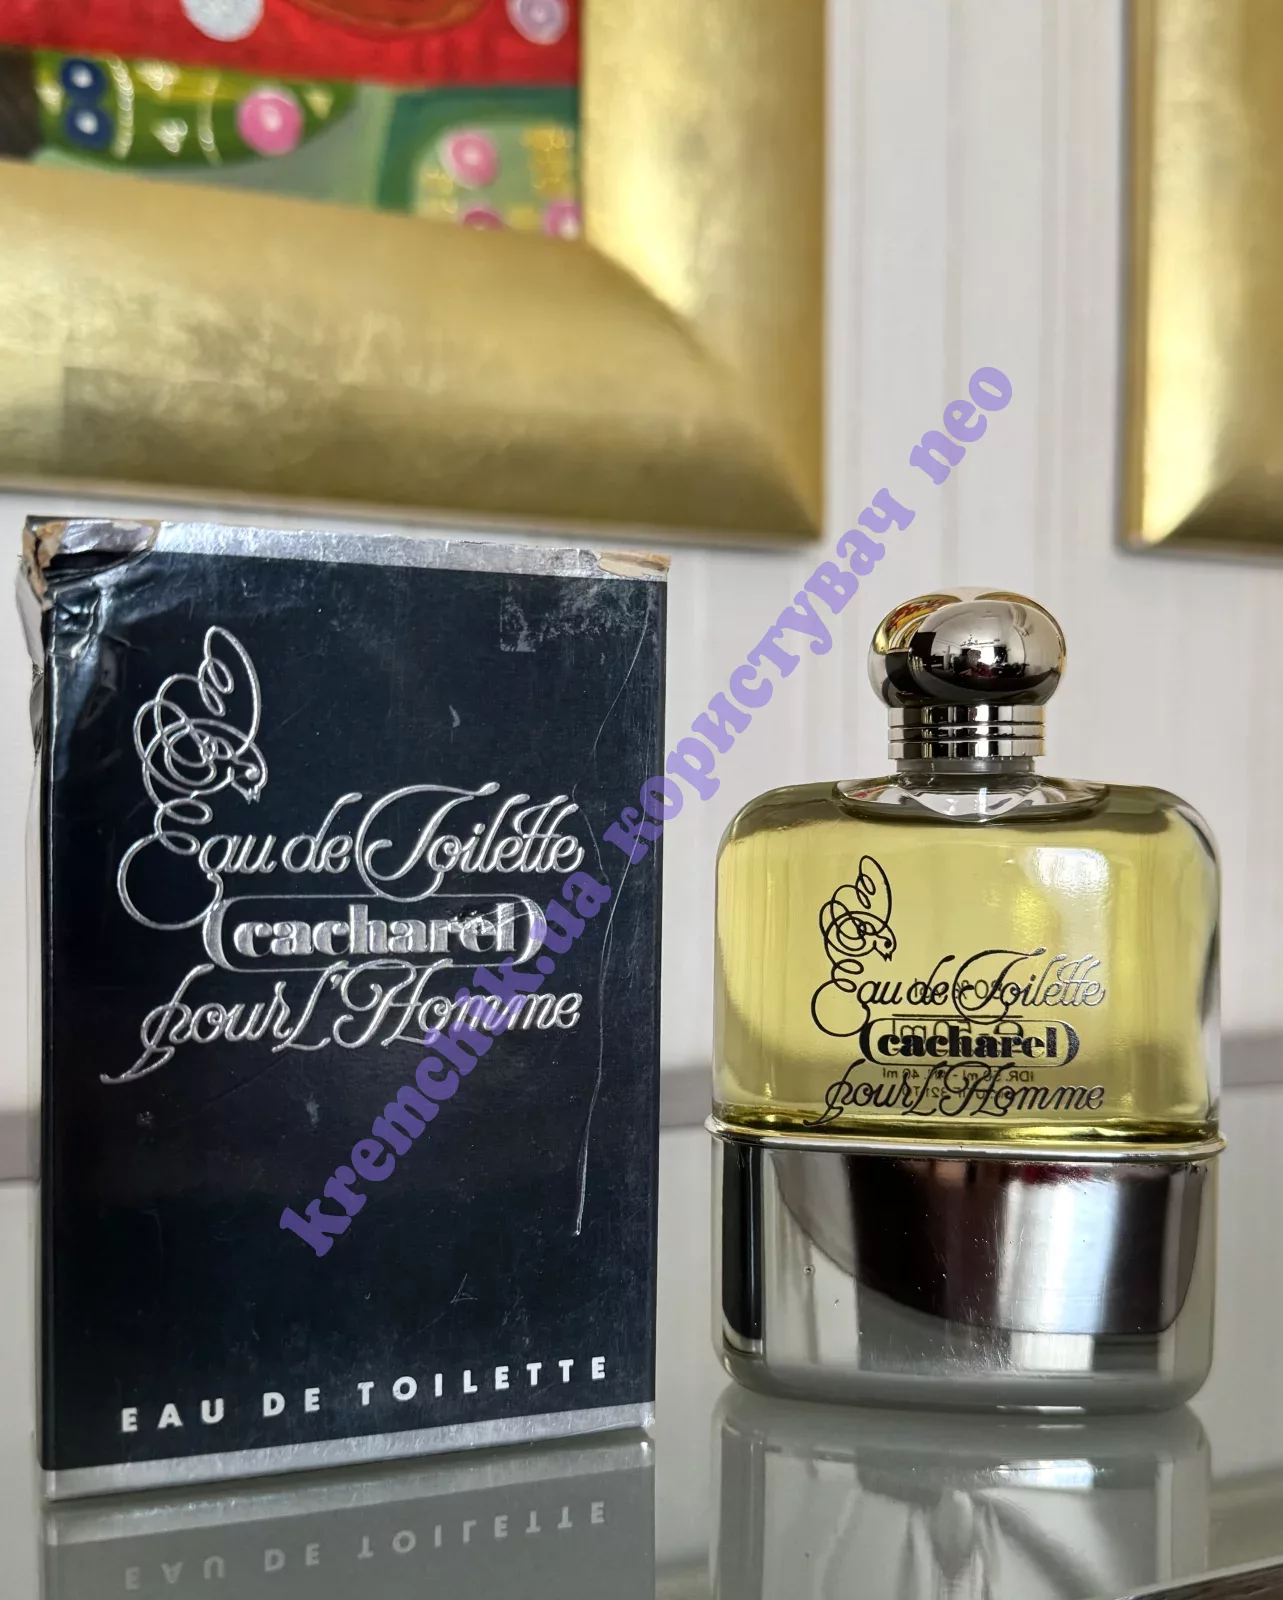 Eau de Toilette
cacharel
pour L'Homme
EAU DE TOILETTE
Eau de Toilette
cacharel
pour L'Homme
kremchik.ua користувач neo